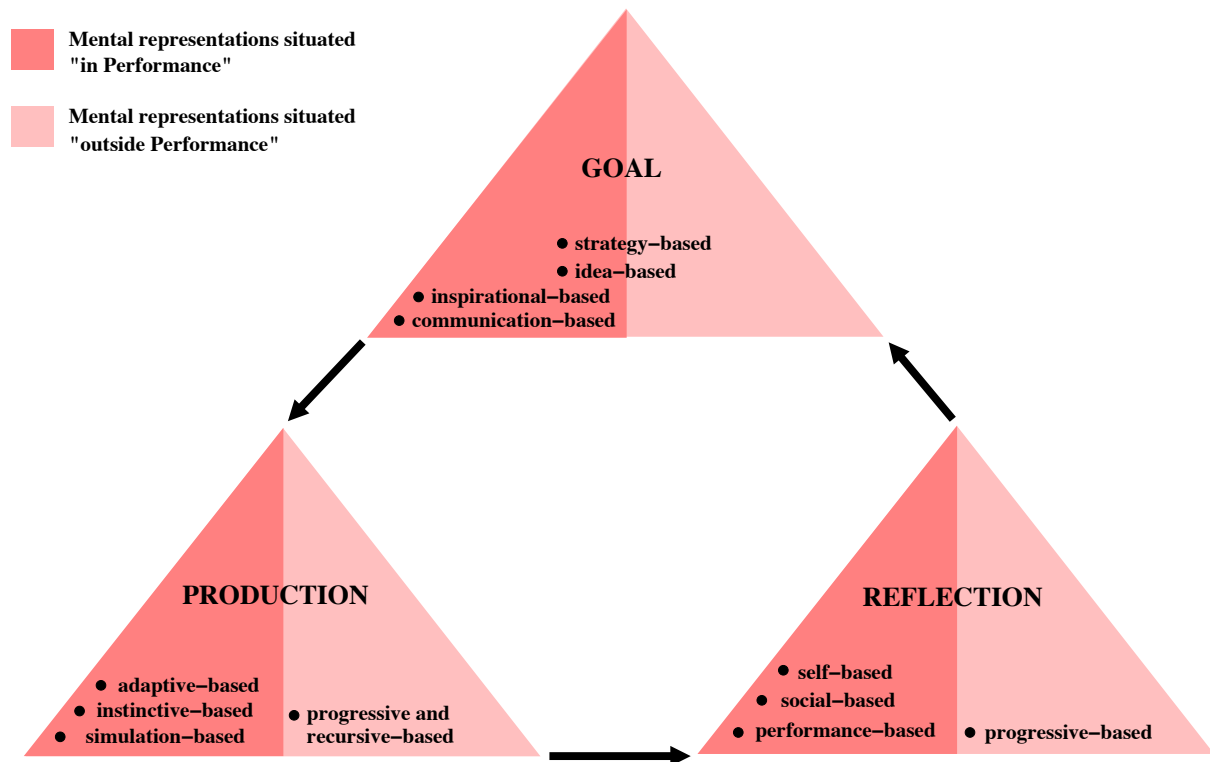 Mental representations situated
"in Performance"
Mental representations situated
"outside Performance"
GOAL
● strategy−based
● idea−based
● inspirational−based
● communication−based
PRODUCTION
● adaptive−based
● instinctive−based
● simulation−based
● progressive and
recursive−based
REFLECTION
● self−based
● social−based
● performance−based
● progressive−based